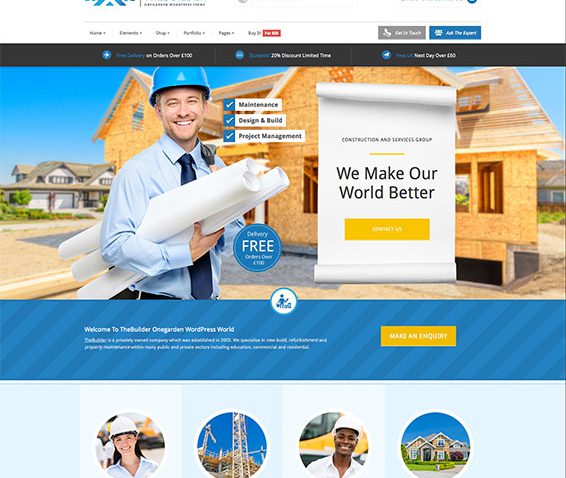 ONEGARDEN WORDPRESS THEME
Home
Elements
Shop
Portfolio
Pages
Buy It
For $58
Get In Touch
Ask The Expert
Free Delivery on Orders Over £100
20% Discount Limited Time
Free UK Next Day Over £60
Maintenance
Design & Build
Project Management
Delivery
FREE
Orders Over
£100
CONSTRUCTION AND SERVICES GROUP
We Make Our
World Better
CONTACT US
Welcome To TheBuilder Onegarden WordPress World
TheBuilder is a privately owned company which was established in 2008. We specialise in new build, refurbishment and
property maintenance within many public and private sectors including education, commercial and residential.
MAKE AN ENQUIRY